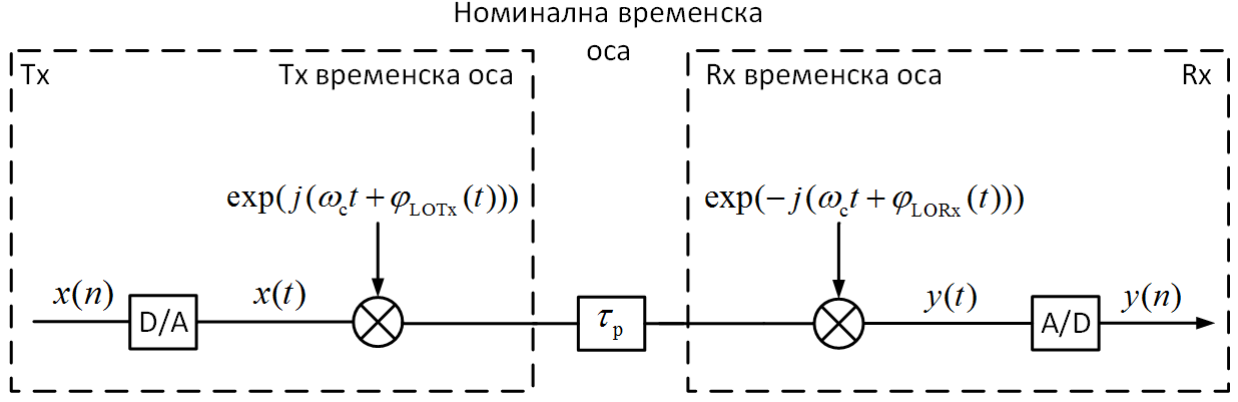 Номинална временска
оса
Tx
Tx временска оса
Rx временска оса
Rx
exp(j(ω_c t + φ_LOTx(t)))
exp(−j(ω_c t + φ_LORx(t)))
x(n)
D/A
x(t)
τ_p
y(t)
A/D
y(n)